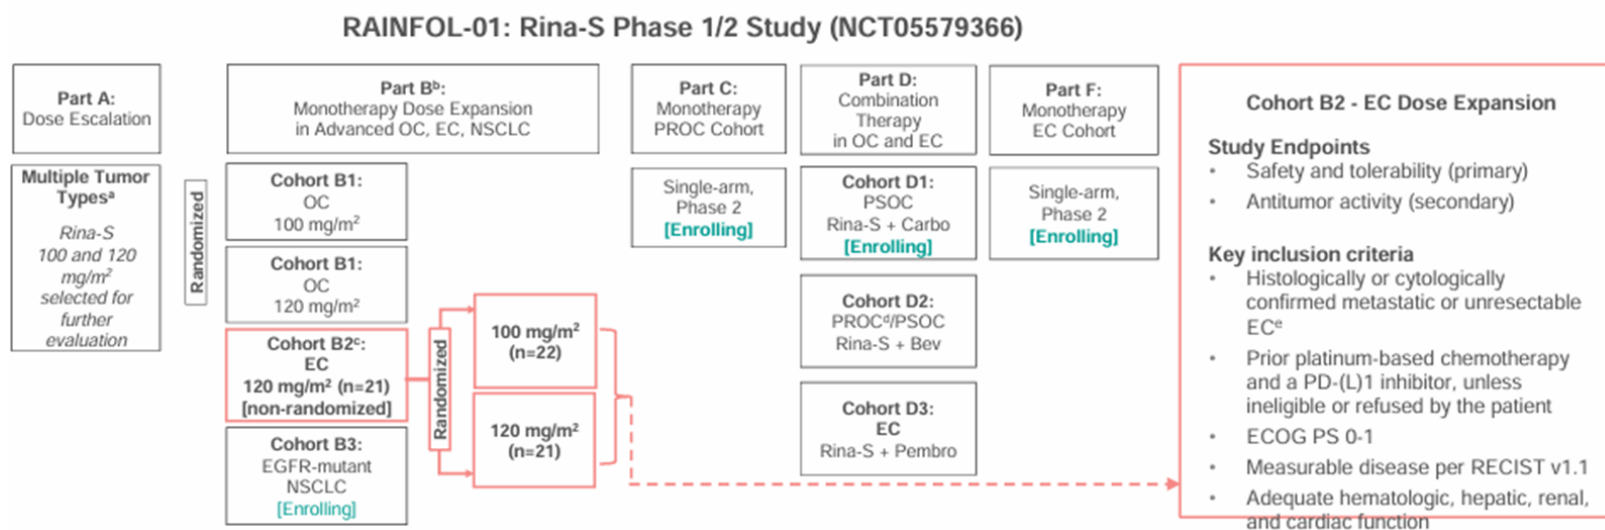 RAINFOL-01: Rina-S Phase 1/2 Study (NCT05579366)
Part A:
Dose Escalation
Multiple Tumor
Typesᵃ
Rina-S
100 and 120
mg/m²
selected for
further
evaluation
Part Bᵇ:
Monotherapy Dose Expansion
in Advanced OC, EC, NSCLC
Randomized
Cohort B1:
OC
100 mg/m²
Cohort B1:
OC
120 mg/m²
Cohort B2ᶜ:
EC
120 mg/m² (n=21)
[non-randomized]
Cohort B3:
EGFR-mutant
NSCLC
[Enrolling]
Randomized
100 mg/m²
(n=22)
120 mg/m²
(n=21)
Part C:
Monotherapy
PROC Cohort
Single-arm,
Phase 2
[Enrolling]
Part D:
Combination
Therapy
in OC and EC
Cohort D1:
PSOC
Rina-S + Carbo
[Enrolling]
Cohort D2:
PROCᵈ/PSOC
Rina-S + Bev
Cohort D3:
EC
Rina-S + Pembro
Part F:
Monotherapy
EC Cohort
Single-arm,
Phase 2
[Enrolling]
Cohort B2 - EC Dose Expansion
Study Endpoints
• Safety and tolerability (primary)
• Antitumor activity (secondary)
Key inclusion criteria
• Histologically or cytologically
confirmed metastatic or unresectable
ECᵉ
• Prior platinum-based chemotherapy
and a PD-(L)1 inhibitor, unless
ineligible or refused by the patient
• ECOG PS 0-1
• Measurable disease per RECIST v1.1
• Adequate hematologic, hepatic, renal,
and cardiac function